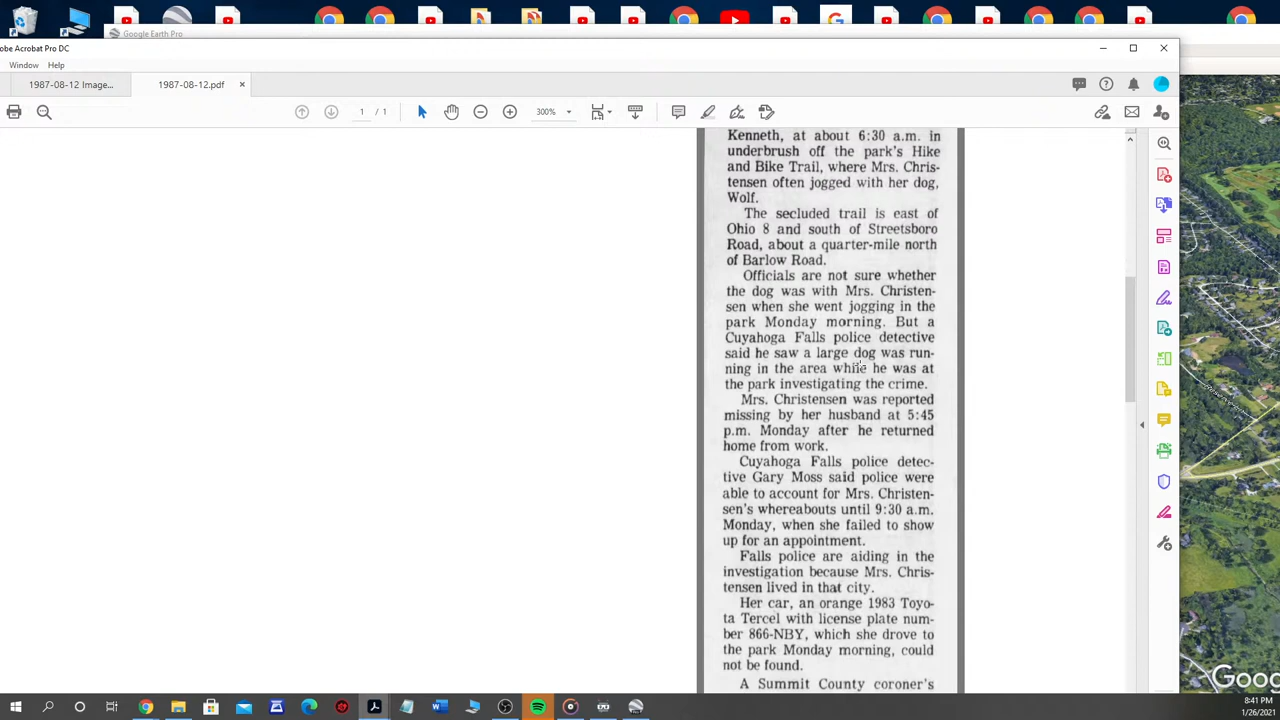 Google Earth Pro
obe Acrobat Pro DC
Window Help
1987-08-12 Image...
1987-08-12.pdf
1 / 1
300%
Kenneth, at about 6:30 a.m. in
underbrush off the park's Hike
and Bike Trail, where Mrs. Chris-
tensen often jogged with her dog,
Wolf.
The secluded trail is east of
Ohio 8 and south of Streetsboro
Road, about a quarter-mile north
of Barlow Road.
Officials are not sure whether
the dog was with Mrs. Christen-
sen when she went jogging in the
park Monday morning. But a
Cuyahoga Falls police detective
said he saw a large dog was run-
ning in the area while he was at
the park investigating the crime.
Mrs. Christensen was reported
missing by her husband at 5:45
p.m. Monday after he returned
home from work.
Cuyahoga Falls police detec-
tive Gary Moss said police were
able to account for Mrs. Christen-
sen's whereabouts until 9:30 a.m.
Monday, when she failed to show
up for an appointment.
Falls police are aiding in the
investigation because Mrs. Chris-
tensen lived in that city.
Her car, an orange 1983 Toyo-
ta Tercel with license plate num-
ber 866-NBY, which she drove to
the park Monday morning, could
not be found.
A Summit County coroner's
Goog
8:41 PM
1/26/2021